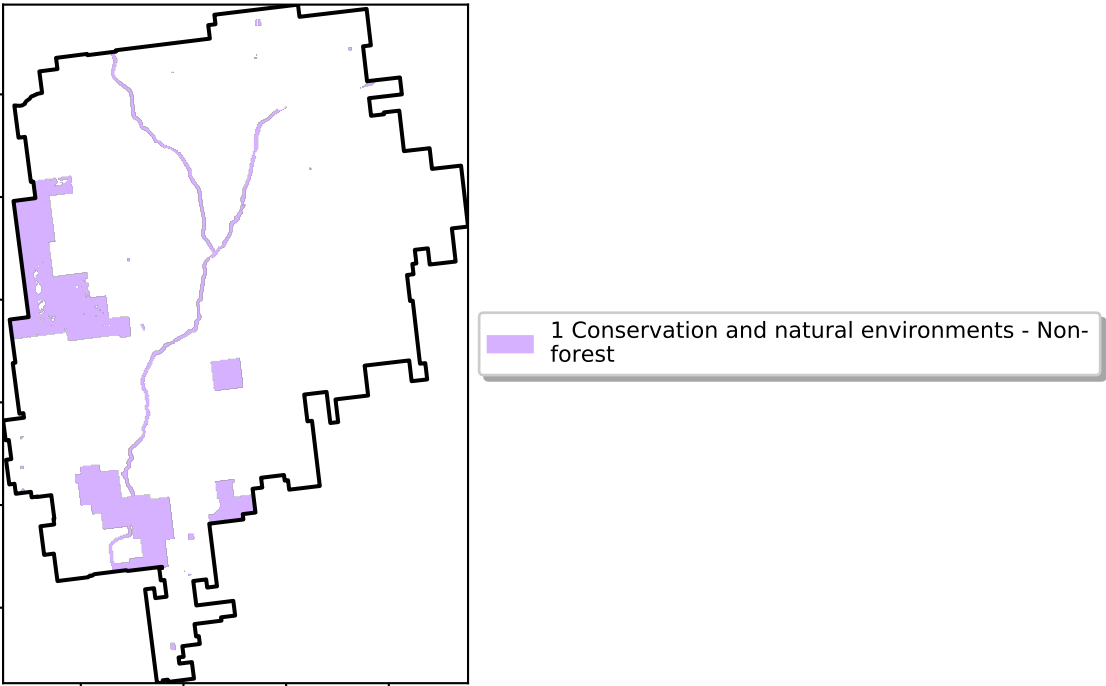 1 Conservation and natural environments - Non-
forest